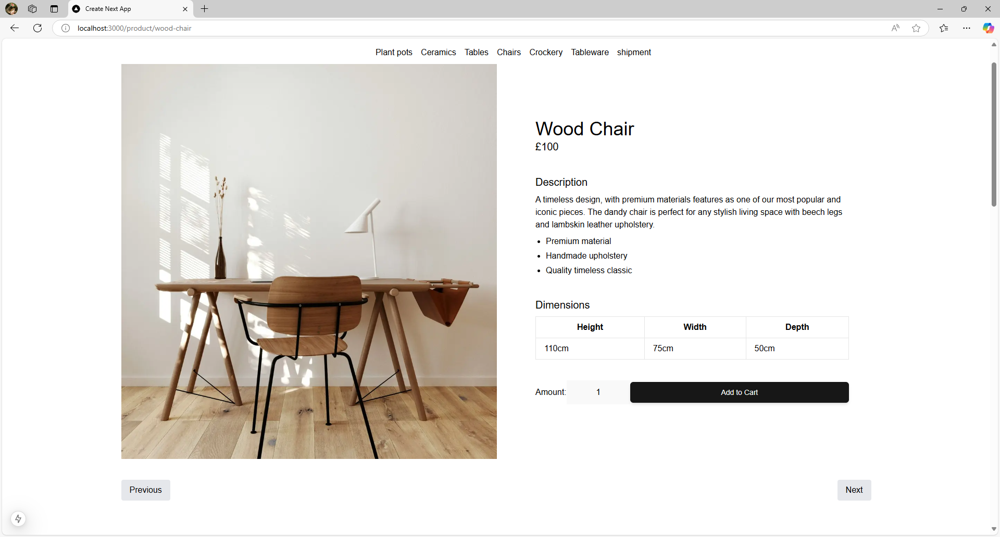 Create Next App
localhost:3000/product/wood-chair
Plant pots Ceramics Tables Chairs Crockery Tableware shipment
Wood Chair
£100
Description
A timeless design, with premium materials features as one of our most popular and
iconic pieces. The dandy chair is perfect for any stylish living space with beech legs
and lambskin leather upholstery.
Premium material
Handmade upholstery
Quality timeless classic
Dimensions
Height Width Depth
110cm 75cm 50cm
Amount: 1 Add to Cart
Previous Next